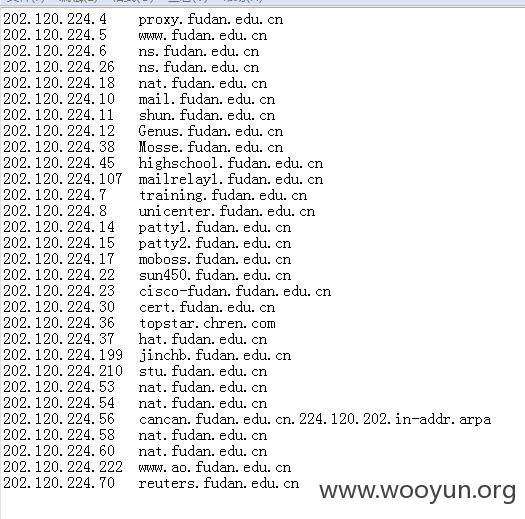 202.120.224.4 proxy.fudan.edu.cn
202.120.224.5 www.fudan.edu.cn
202.120.224.6 ns.fudan.edu.cn
202.120.224.26 ns.fudan.edu.cn
202.120.224.18 nat.fudan.edu.cn
202.120.224.10 mail.fudan.edu.cn
202.120.224.11 shun.fudan.edu.cn
202.120.224.12 Genus.fudan.edu.cn
202.120.224.38 Mosse.fudan.edu.cn
202.120.224.45 highschool.fudan.edu.cn
202.120.224.107 mailrelay1.fudan.edu.cn
202.120.224.7 training.fudan.edu.cn
202.120.224.8 unicenter.fudan.edu.cn
202.120.224.14 patty1.fudan.edu.cn
202.120.224.15 patty2.fudan.edu.cn
202.120.224.17 moboss.fudan.edu.cn
202.120.224.22 sun450.fudan.edu.cn
202.120.224.23 cisco-fudan.fudan.edu.cn
202.120.224.30 cert.fudan.edu.cn
202.120.224.36 topstar.chren.com
202.120.224.37 hat.fudan.edu.cn
202.120.224.199 jinchb.fudan.edu.cn
202.120.224.210 stu.fudan.edu.cn
202.120.224.53 nat.fudan.edu.cn
202.120.224.54 nat.fudan.edu.cn
202.120.224.56 cancan.fudan.edu.cn.224.120.202.in-addr.arpa
202.120.224.58 nat.fudan.edu.cn
202.120.224.60 nat.fudan.edu.cn
202.120.224.222 www.ao.fudan.edu.cn
202.120.224.70 reuters.fudan.edu.cn
www.wooyun.org